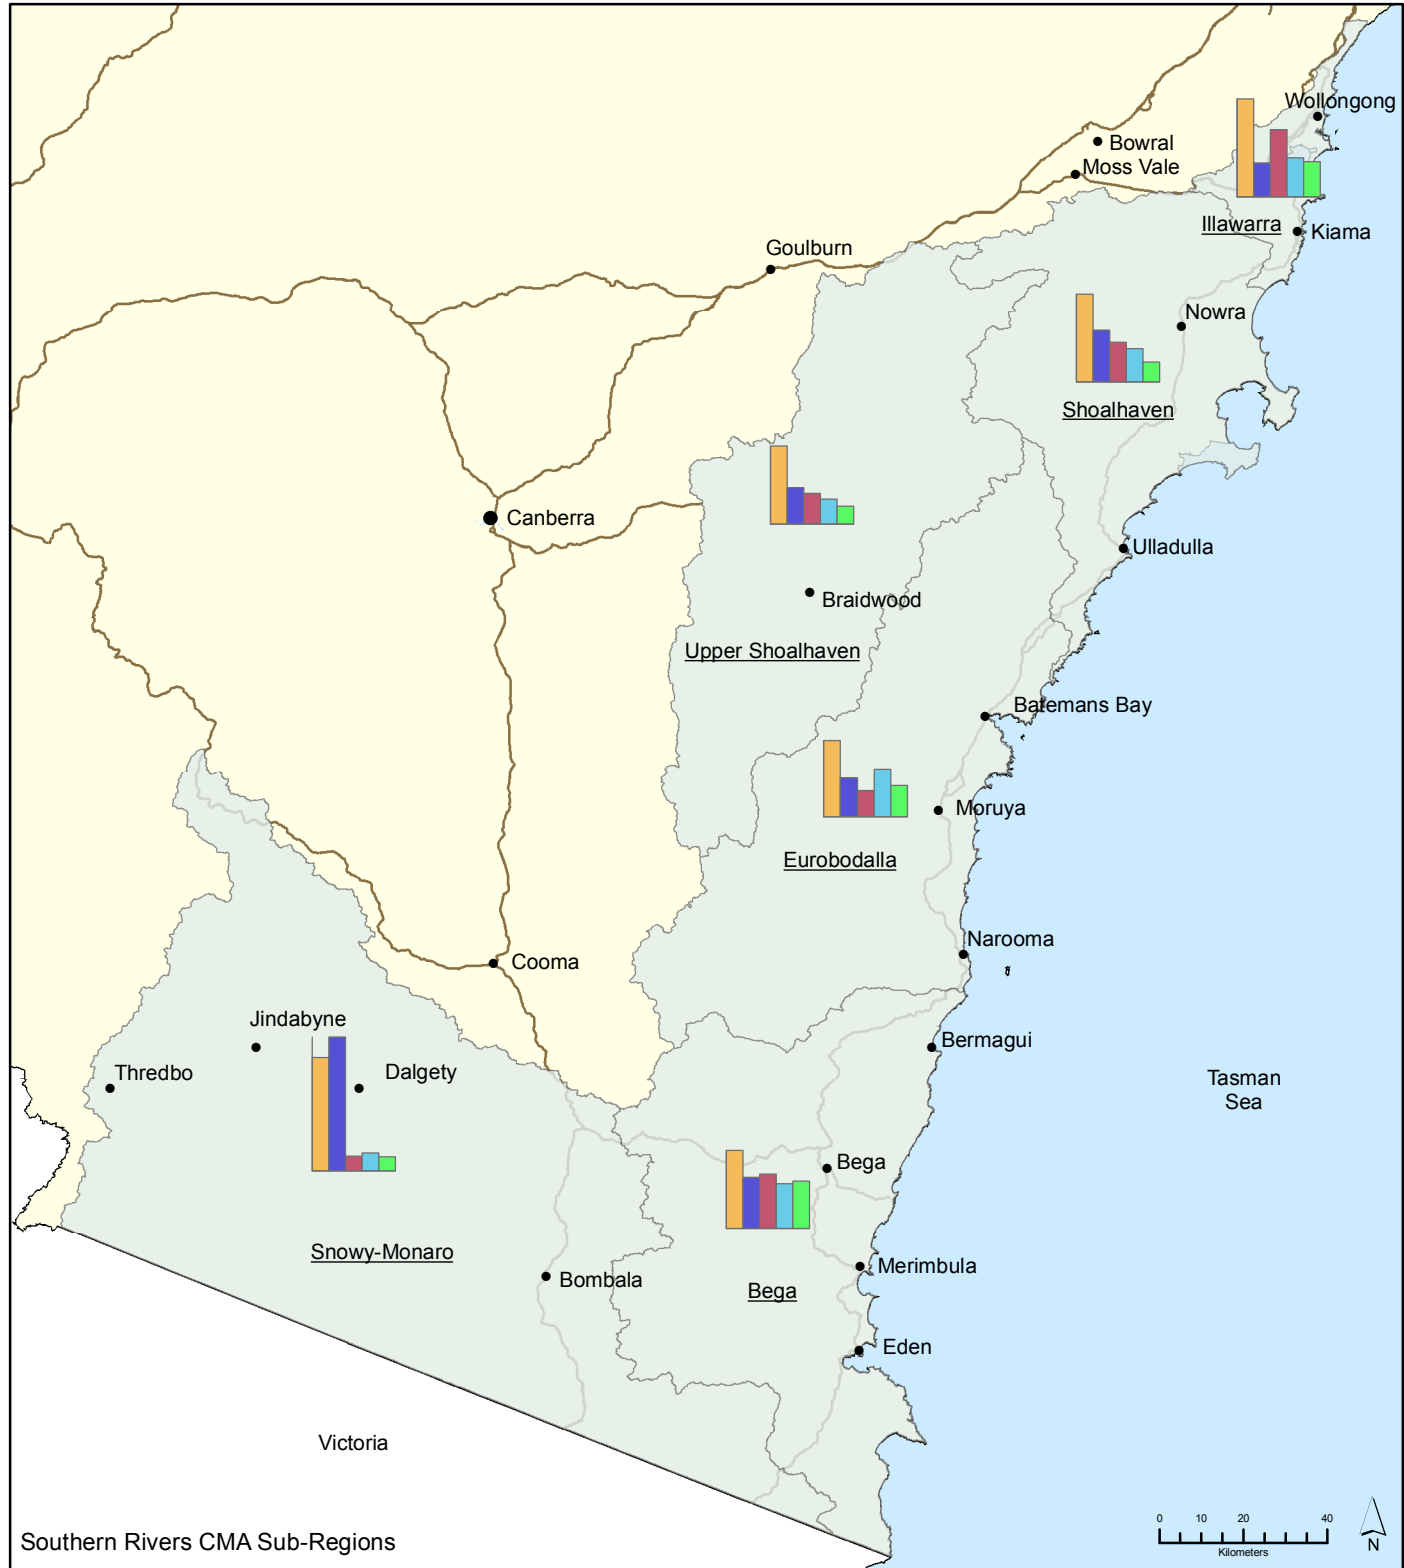 Wollongong
Bowral
Moss Vale
Illawarra
Kiama
Goulburn
Nowra
Shoalhaven
Canberra
Ulladulla
Braidwood
Upper Shoalhaven
Batemans Bay
Moruya
Eurobodalla
Narooma
Cooma
Jindabyne
Bermagui
Thredbo
Dalgety
Tasman
Sea
Bega
Snowy-Monaro
Merimbula
Bombala
Bega
Eden
Victoria
0 10 20 40
Kilometers
N
Southern Rivers CMA Sub-Regions